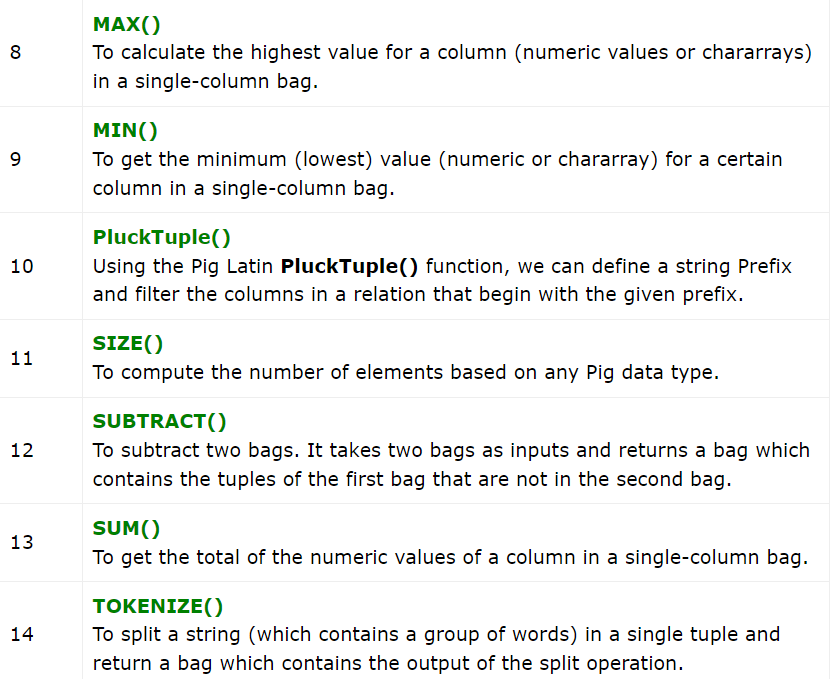 8
MAX()
To calculate the highest value for a column (numeric values or chararrays)
in a single-column bag.
9
MIN()
To get the minimum (lowest) value (numeric or chararray) for a certain
column in a single-column bag.
10
PluckTuple()
Using the Pig Latin PluckTuple() function, we can define a string Prefix
and filter the columns in a relation that begin with the given prefix.
11
SIZE()
To compute the number of elements based on any Pig data type.
12
SUBTRACT()
To subtract two bags. It takes two bags as inputs and returns a bag which
contains the tuples of the first bag that are not in the second bag.
13
SUM()
To get the total of the numeric values of a column in a single-column bag.
14
TOKENIZE()
To split a string (which contains a group of words) in a single tuple and
return a bag which contains the output of the split operation.